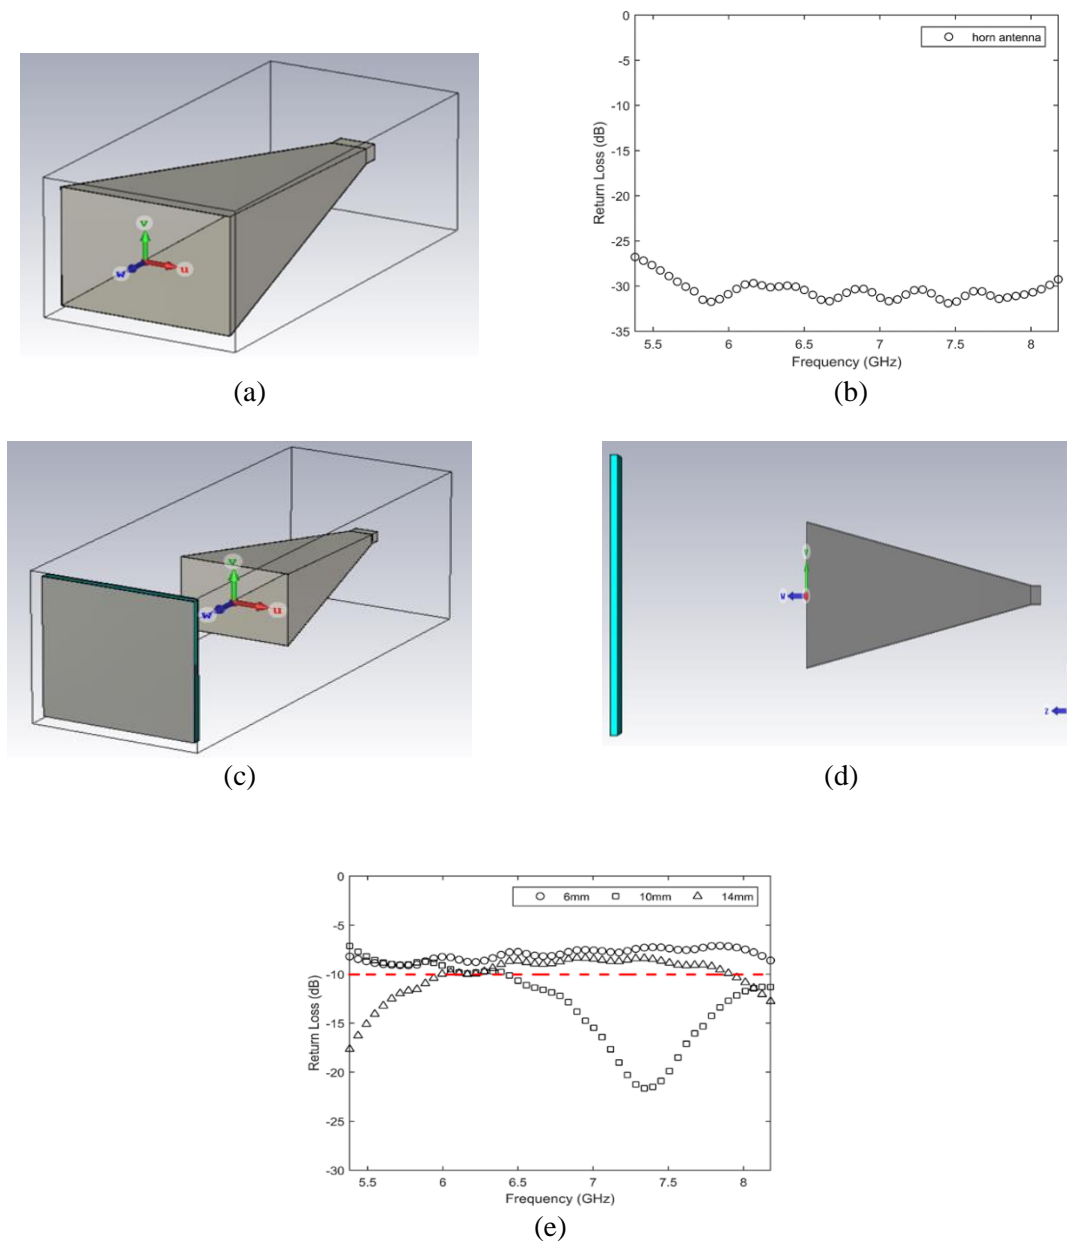 v
w
u
(a)
0
-5
-10
-15
-20
-25
-30
-35
Return Loss (dB)
horn antenna
5.5 6 6.5 7 7.5 8
Frequency (GHz)
(b)
v
w
u
(c)
z
(d)
0
-5
-10
-15
-20
-25
-30
Return Loss (dB)
6mm 10mm 14mm
5.5 6 6.5 7 7.5 8
Frequency (GHz)
(e)